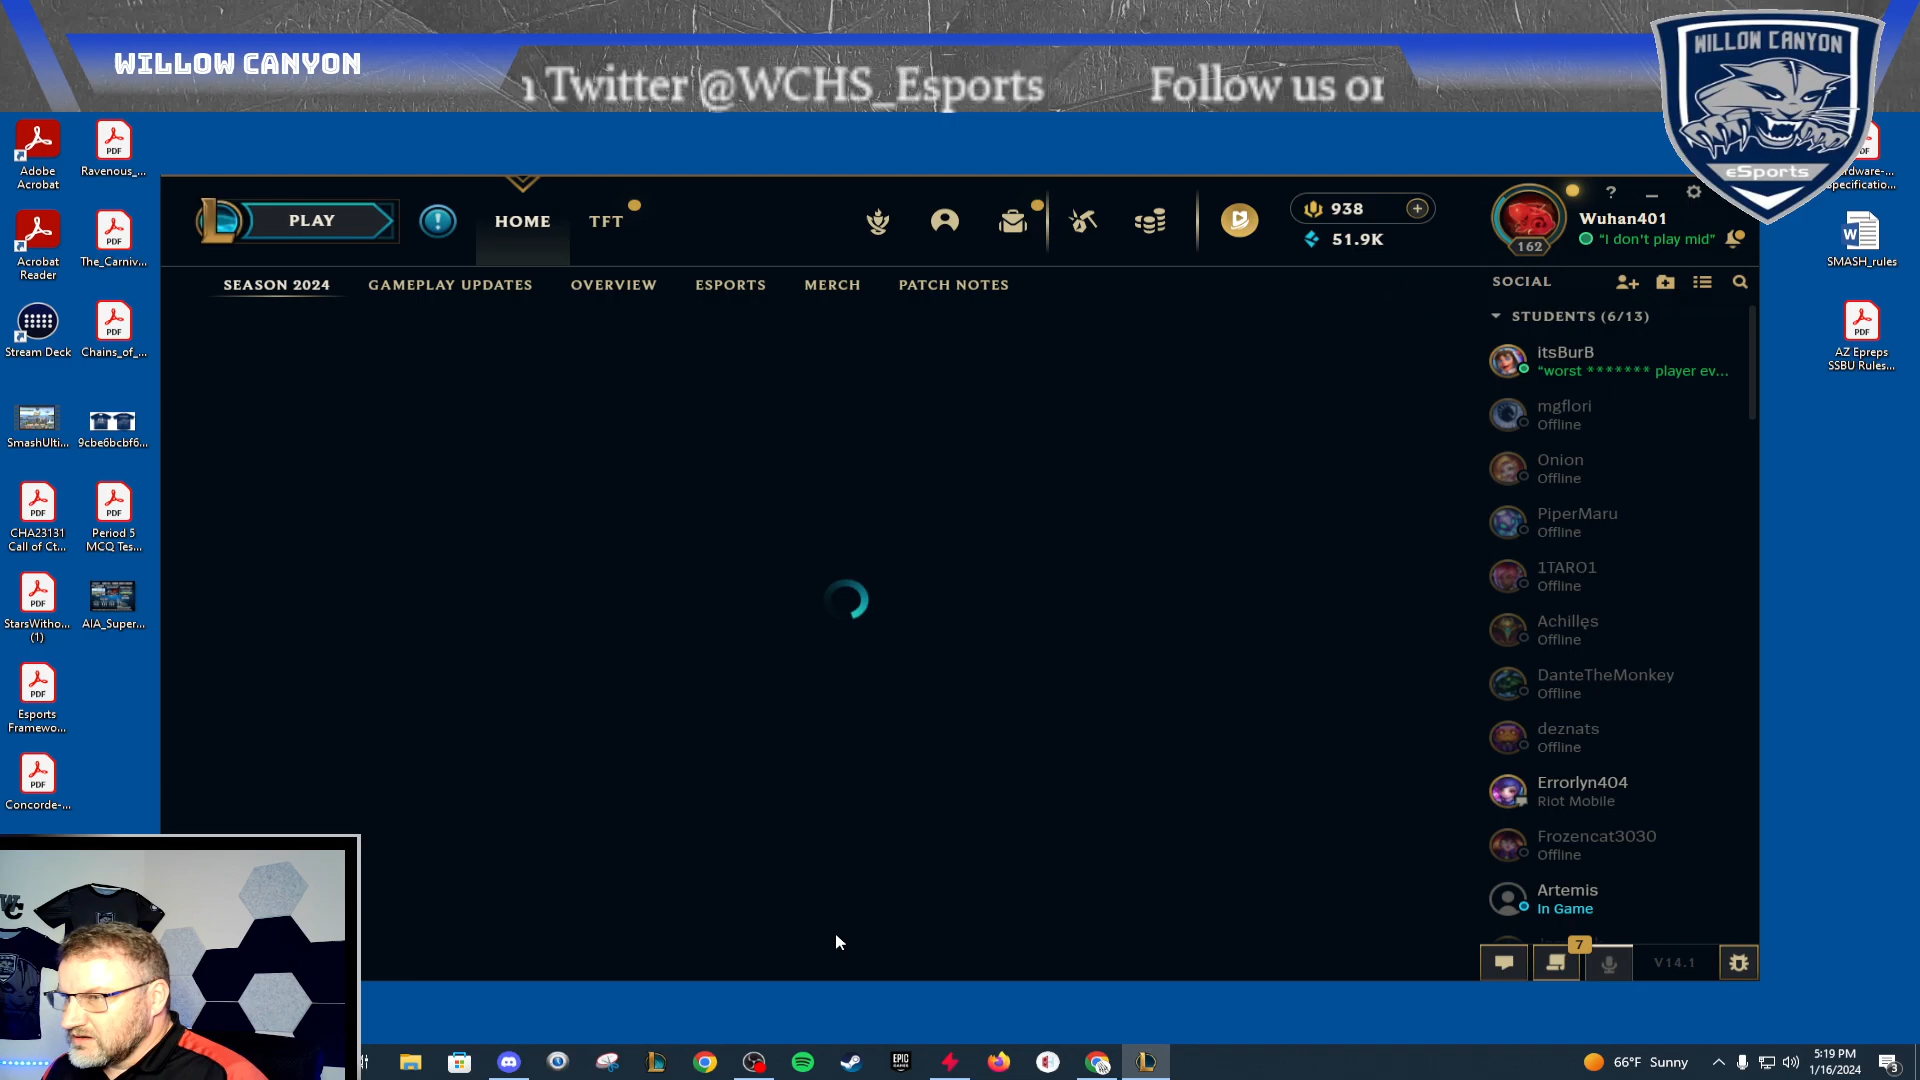 WILLOW CANYON
Twitter @WCHS_Esports Follow us or
WILLOW CANYON
eSports
Adobe
Acrobat
Ravenous_...
Acrobat
Reader
The_Carniv...
Stream Deck
Chains_of_...
SmashUlti...
9cbe6bcbf6...
CHA23131
Call of Ct...
Period 5
MCQ Tes...
StarsWitho...
(1)
AIA_Super...
Esports
Framewo...
Concorde-...
PLAY
HOME
TFT
938
51.9K
162
Wuhan401
"I don't play mid"
SEASON 2024
GAMEPLAY UPDATES
OVERVIEW
ESPORTS
MERCH
PATCH NOTES
SOCIAL
STUDENTS (6/13)
itsBurB
"worst ******* player ev...
mgflori
Offline
Onion
Offline
PiperMaru
Offline
1TARO1
Offline
Achillęs
Offline
DanteTheMonkey
Offline
deznats
Offline
Errorlyn404
Riot Mobile
Frozencat3030
Offline
Artemis
In Game
7
V14.1
SMASH_rules
AZ Epreps
SSBU Rules...
EPIC
GAMES
66°F Sunny
5:19 PM
1/16/2024
3